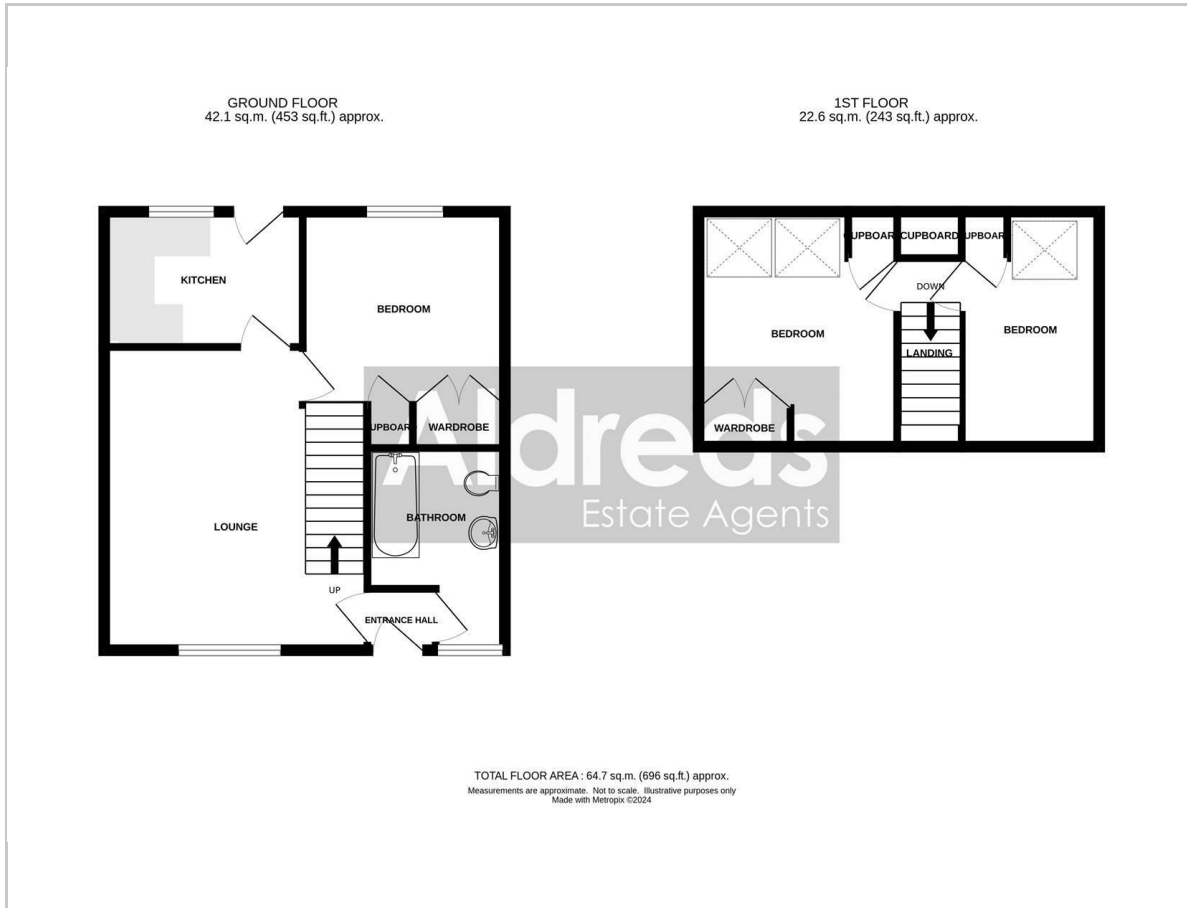 GROUND FLOOR
42.1 sq.m. (453 sq.ft.) approx.
1ST FLOOR
22.6 sq.m. (243 sq.ft.) approx.
KITCHEN
BEDROOM
CUPBOARD
WARDROBE
LOUNGE
BATHROOM
UP
ENTRANCE HALL
CUPBOARD
CUPBOARD
CUPBOARD
DOWN
BEDROOM
BEDROOM
LANDING
WARDROBE
Aldreds
Estate Agents
TOTAL FLOOR AREA : 64.7 sq.m. (696 sq.ft.) approx.
Measurements are approximate. Not to scale. Illustrative purposes only
Made with Metropix ©2024